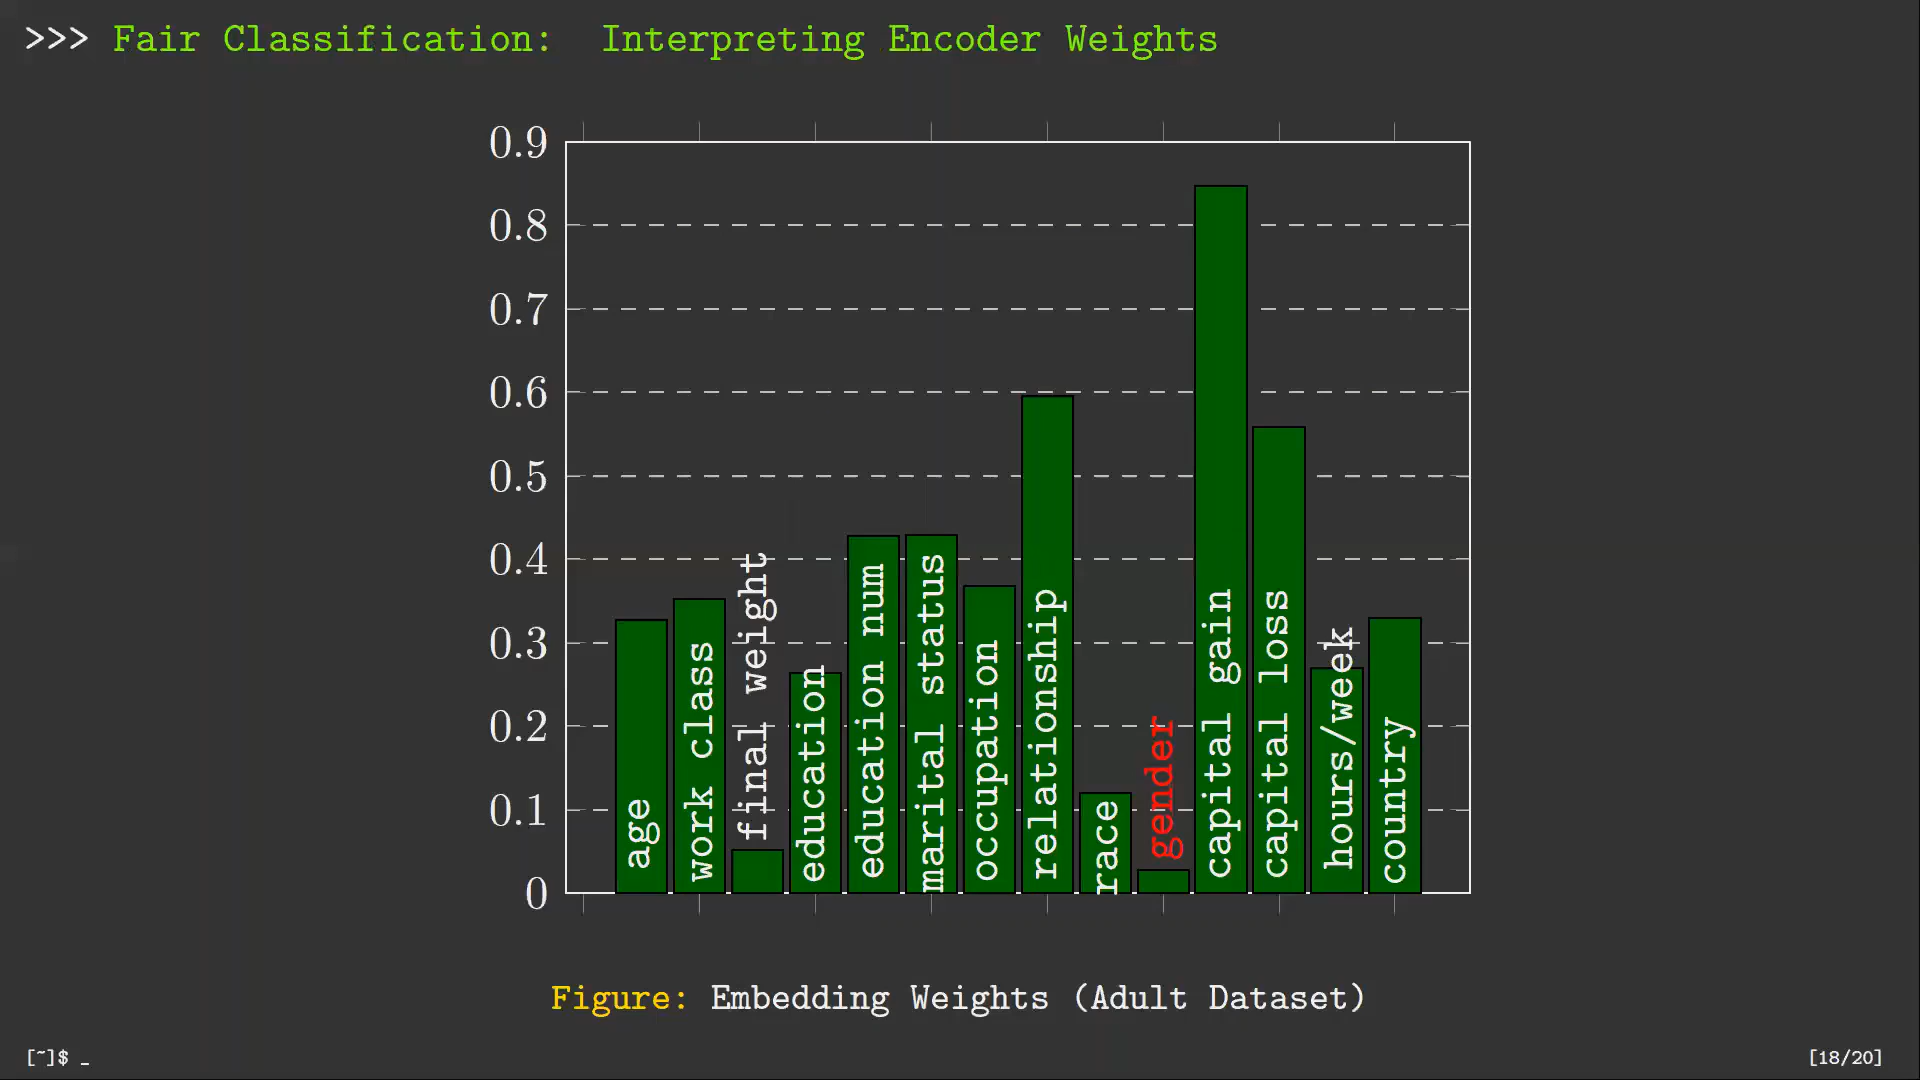 >>> Fair Classification: Interpreting Encoder Weights
0.9
0.8
0.7
0.6
0.5
0.4
0.3
0.2
0.1
0
age
work class
final weight
education
education num
marital status
occupation
relationship
race
gender
capital gain
capital loss
hours/week
country
Figure: Embedding Weights (Adult Dataset)
[~]$ _
[18/20]